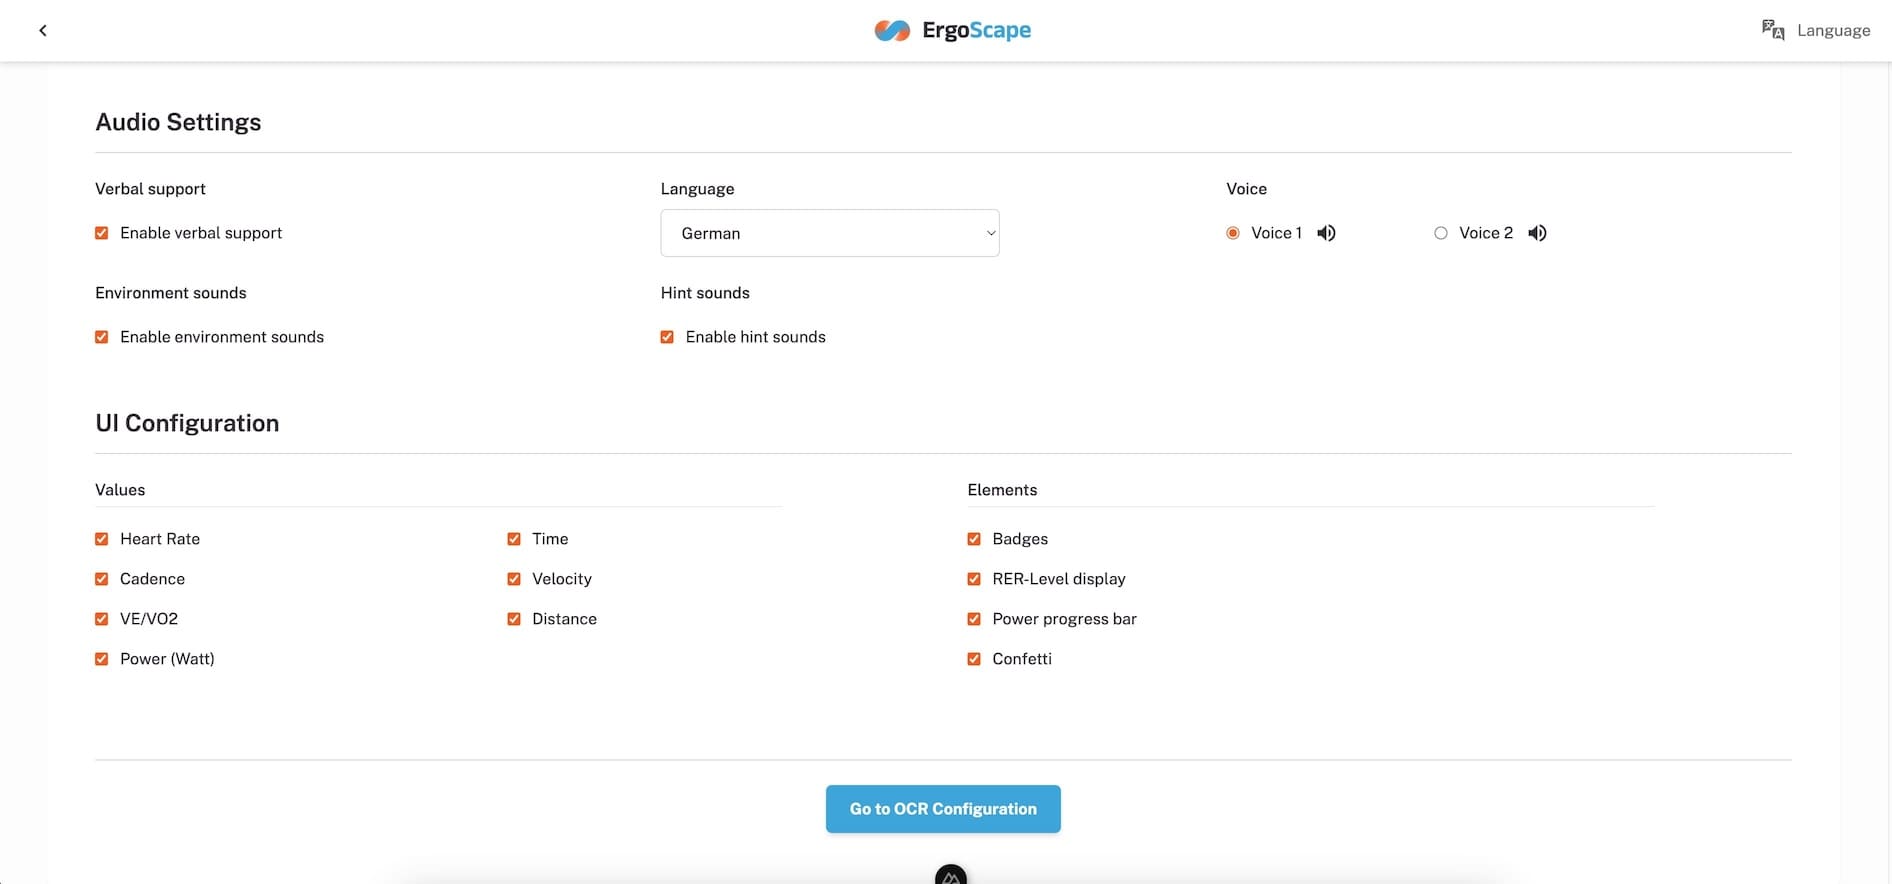 ErgoScape
Language
Audio Settings
Verbal support
Language
Voice
Enable verbal support
German
Voice 1
Voice 2
Environment sounds
Hint sounds
Enable environment sounds
Enable hint sounds
UI Configuration
Values
Elements
Heart Rate
Time
Badges
Cadence
Velocity
RER-Level display
VE/VO2
Distance
Power progress bar
Power (Watt)
Confetti
Go to OCR Configuration